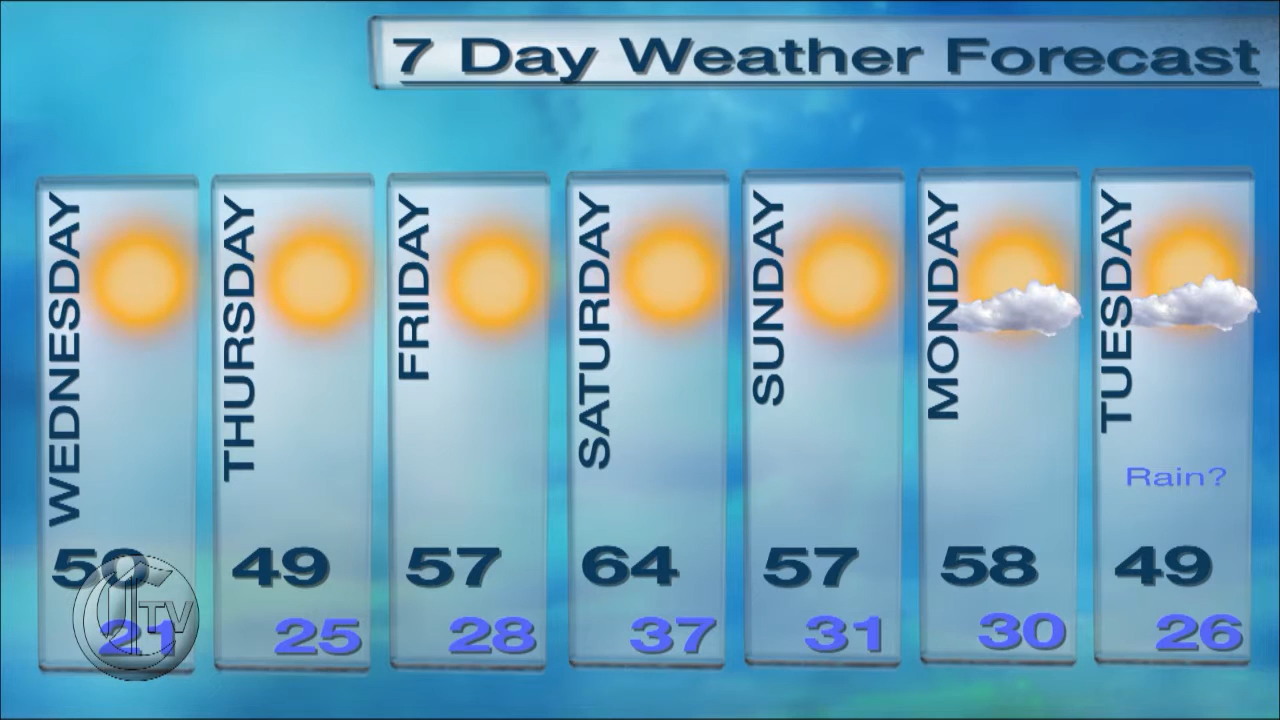 7 Day Weather Forecast
WEDNESDAY
21
THURSDAY
49
25
FRIDAY
57
28
SATURDAY
64
37
SUNDAY
57
31
MONDAY
58
30
TUESDAY
Rain?
49
26
TV